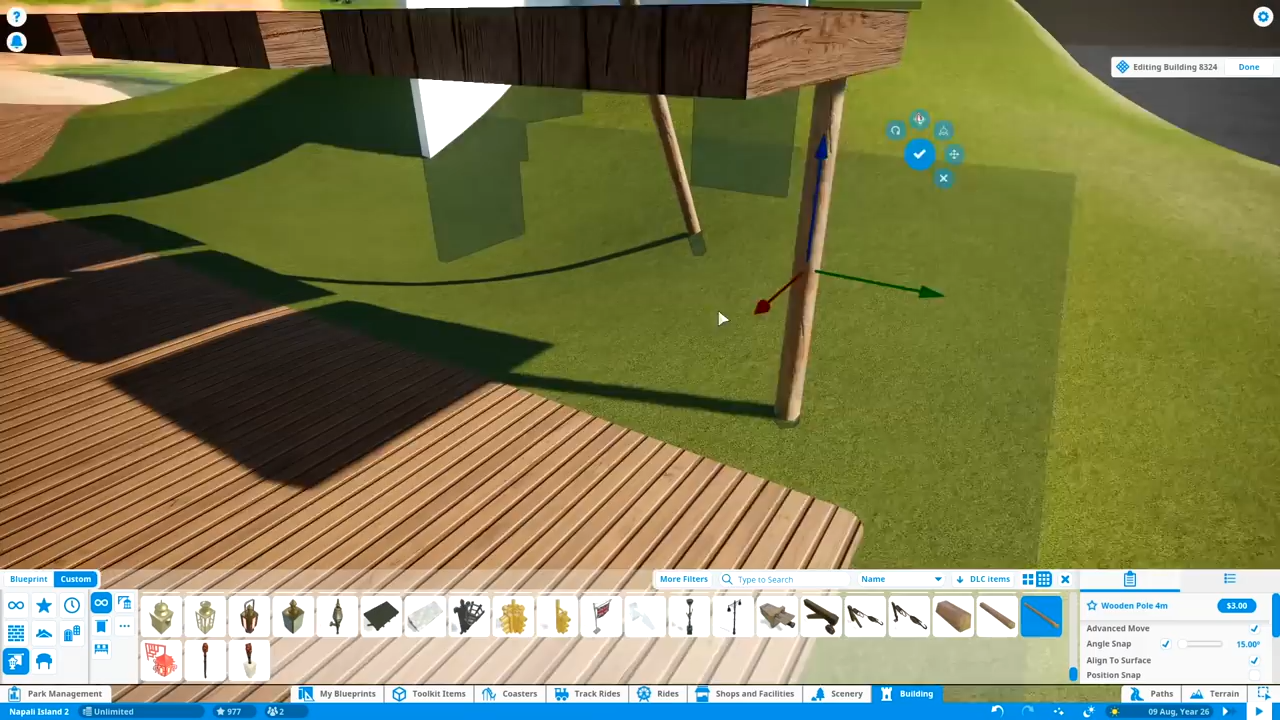 ?
Editing Building 8324
Done
Blueprint
Custom
More Filters
Type to Search
Name
DLC items
Wooden Pole 4m
$3.00
Advanced Move
Angle Snap
15.00°
Align To Surface
Position Snap
Park Management
My Blueprints
Toolkit Items
Coasters
Track Rides
Rides
Shops and Facilities
Scenery
Building
Paths
Terrain
Napali Island 2
Unlimited
977
2
09 Aug, Year 26